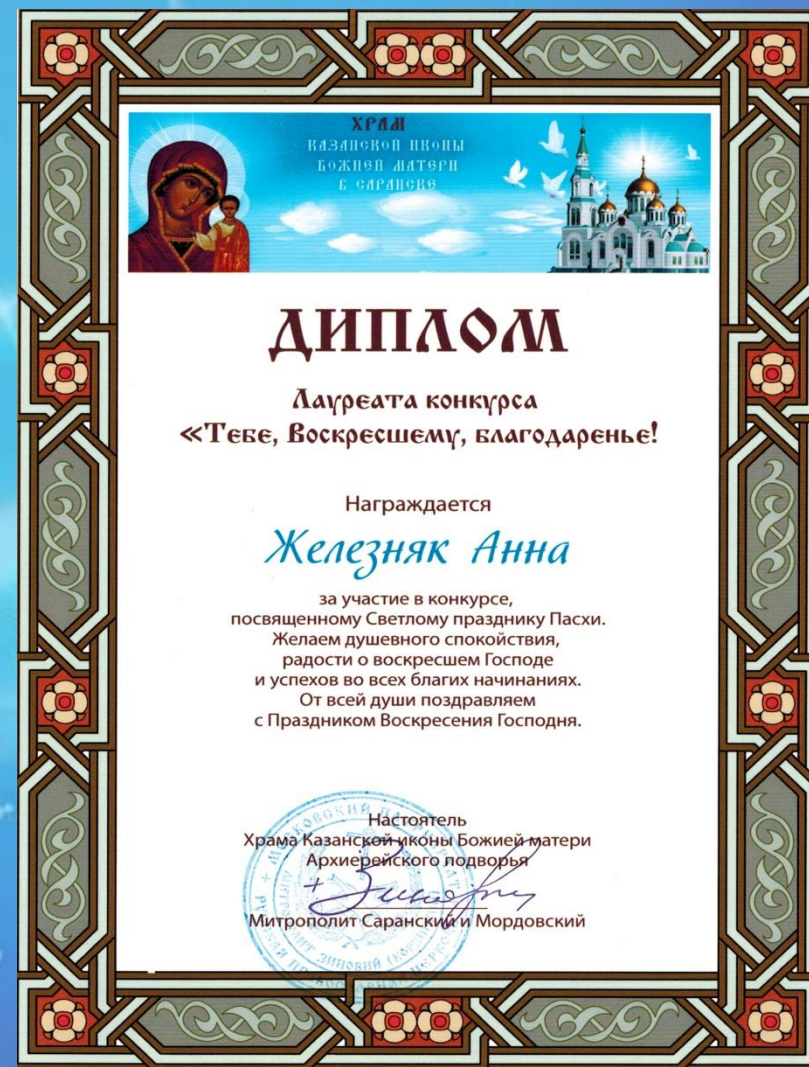 ХРАМ
КАЗАНСКОЙ ИКОНЫ
БОЖИЕЙ МАТЕРИ
В САРАНСКЕ
ДИПЛОМ
Лауреата конкурса
«Тебе, Воскресшему, благодаренье!
Награждается
Железняк Анна
за участие в конкурсе,
посвященному Светлому празднику Пасхи.
Желаем душевного спокойствия,
радости о воскресшем Господе
и успехов во всех благих начинаниях.
От всей души поздравляем
с Праздником Воскресения Господня.
Настоятель
Храма Казанской иконы Божией матери
Архиерейского подворья
Митрополит Саранский и Мордовский